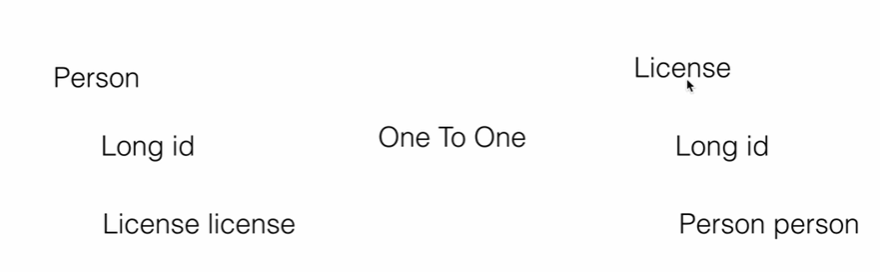 Person
Long id
License license
One To One
License
Long id
Person person